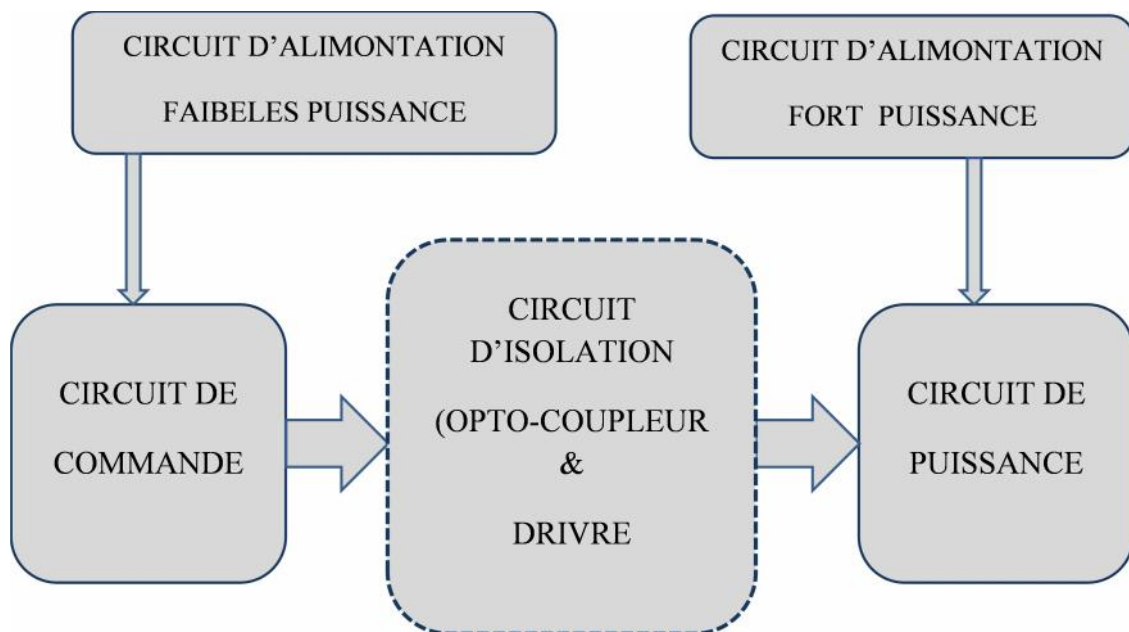 CIRCUIT D’ALIMONTATION
FAIBELES PUISSANCE
CIRCUIT D’ALIMONTATION
FORT PUISSANCE
CIRCUIT DE
COMMANDE
CIRCUIT
D’ISOLATION
(OPTO-COUPLEUR
&
DRIVRE
CIRCUIT DE
PUISSANCE